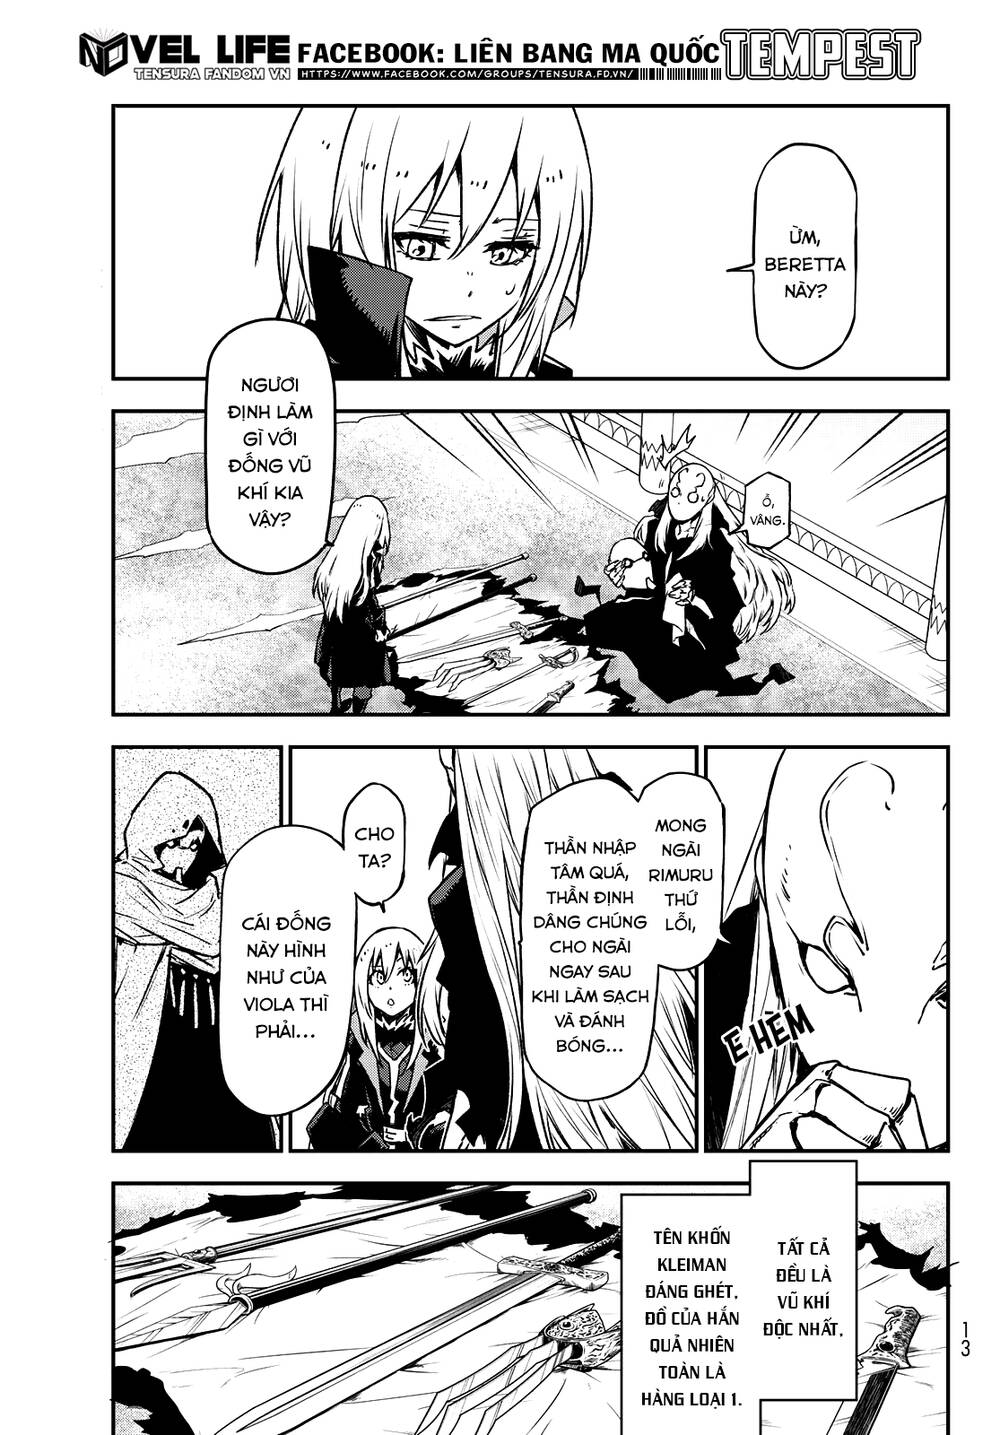 NOVEL LIFE
TENSURA FANDOM VN
FACEBOOK: LIÊN BANG MA QUỐC
HTTPS://WWW.FACEBOOK.COM/GROUPS/TENSURA.FD.VN/
TEMPEST
ỪM,
BERETTA
NÀY?
NGƯƠI
ĐỊNH LÀM
GÌ VỚI
ĐỐNG VŨ
KHÍ KIA
VẬY?
Ồ,
VÂNG.
MONG
NGÀI
RIMURU
THỨ
LỖI,
THẦN NHẬP
TÂM QUÁ,
THẦN ĐỊNH
DÂNG CHÚNG
CHO NGÀI
NGAY SAU
KHI LÀM SẠCH
VÀ ĐÁNH
BÓNG...
E HÈM
CHO
TA?
CÁI ĐỐNG
NÀY HÌNH
NHƯ CỦA
VIOLA THÌ
PHẢI...
TẤT CẢ
ĐỀU LÀ
VŨ KHÍ
ĐỘC NHẤT.
TÊN KHỐN
KLEIMAN
ĐÁNG GHÉT.
ĐỒ CỦA HẮN
QUẢ NHIÊN
TOÀN LÀ
HÀNG LOẠI 1.
13